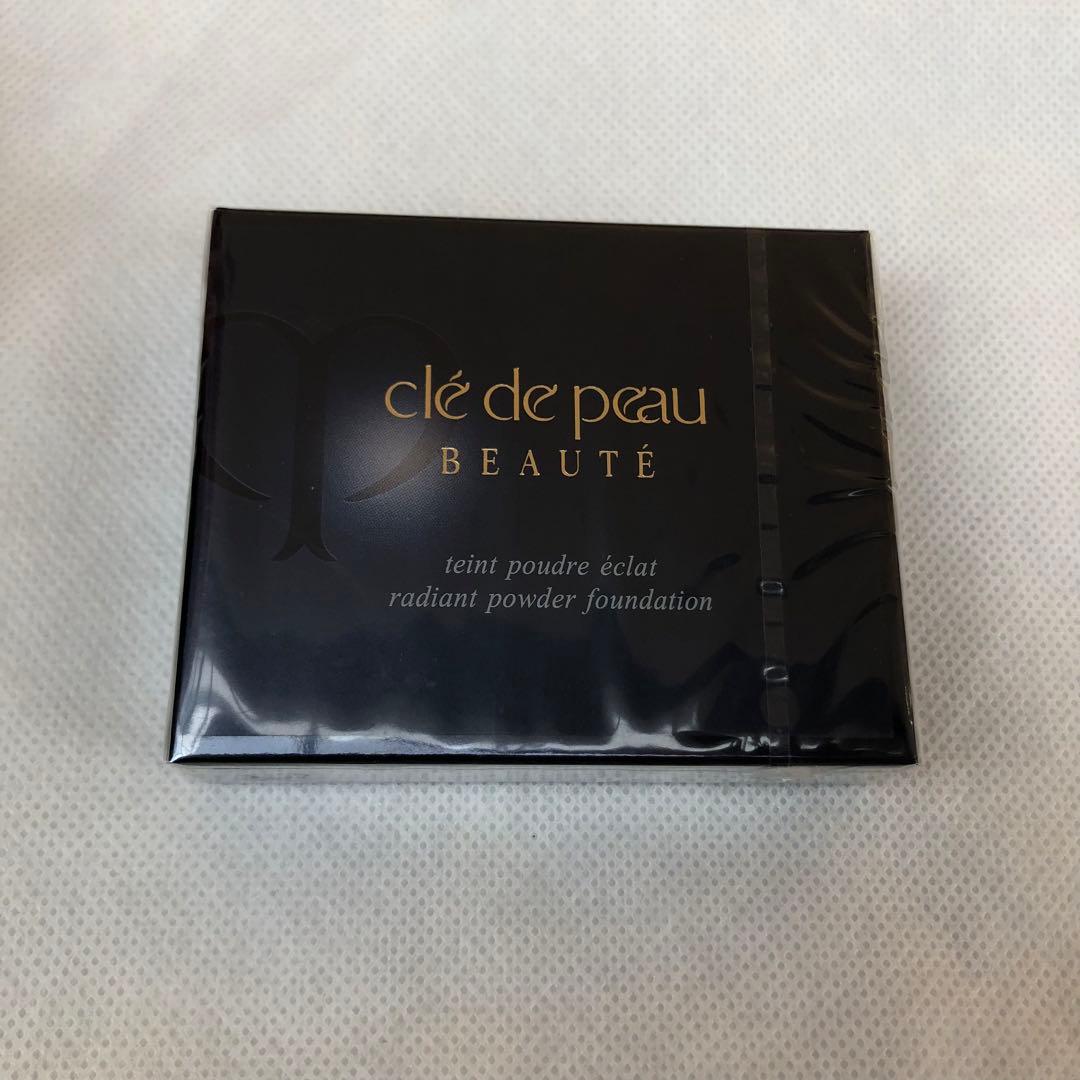 clé de peau
BEAUTÉ
teint poudre éclat
radiant powder foundation